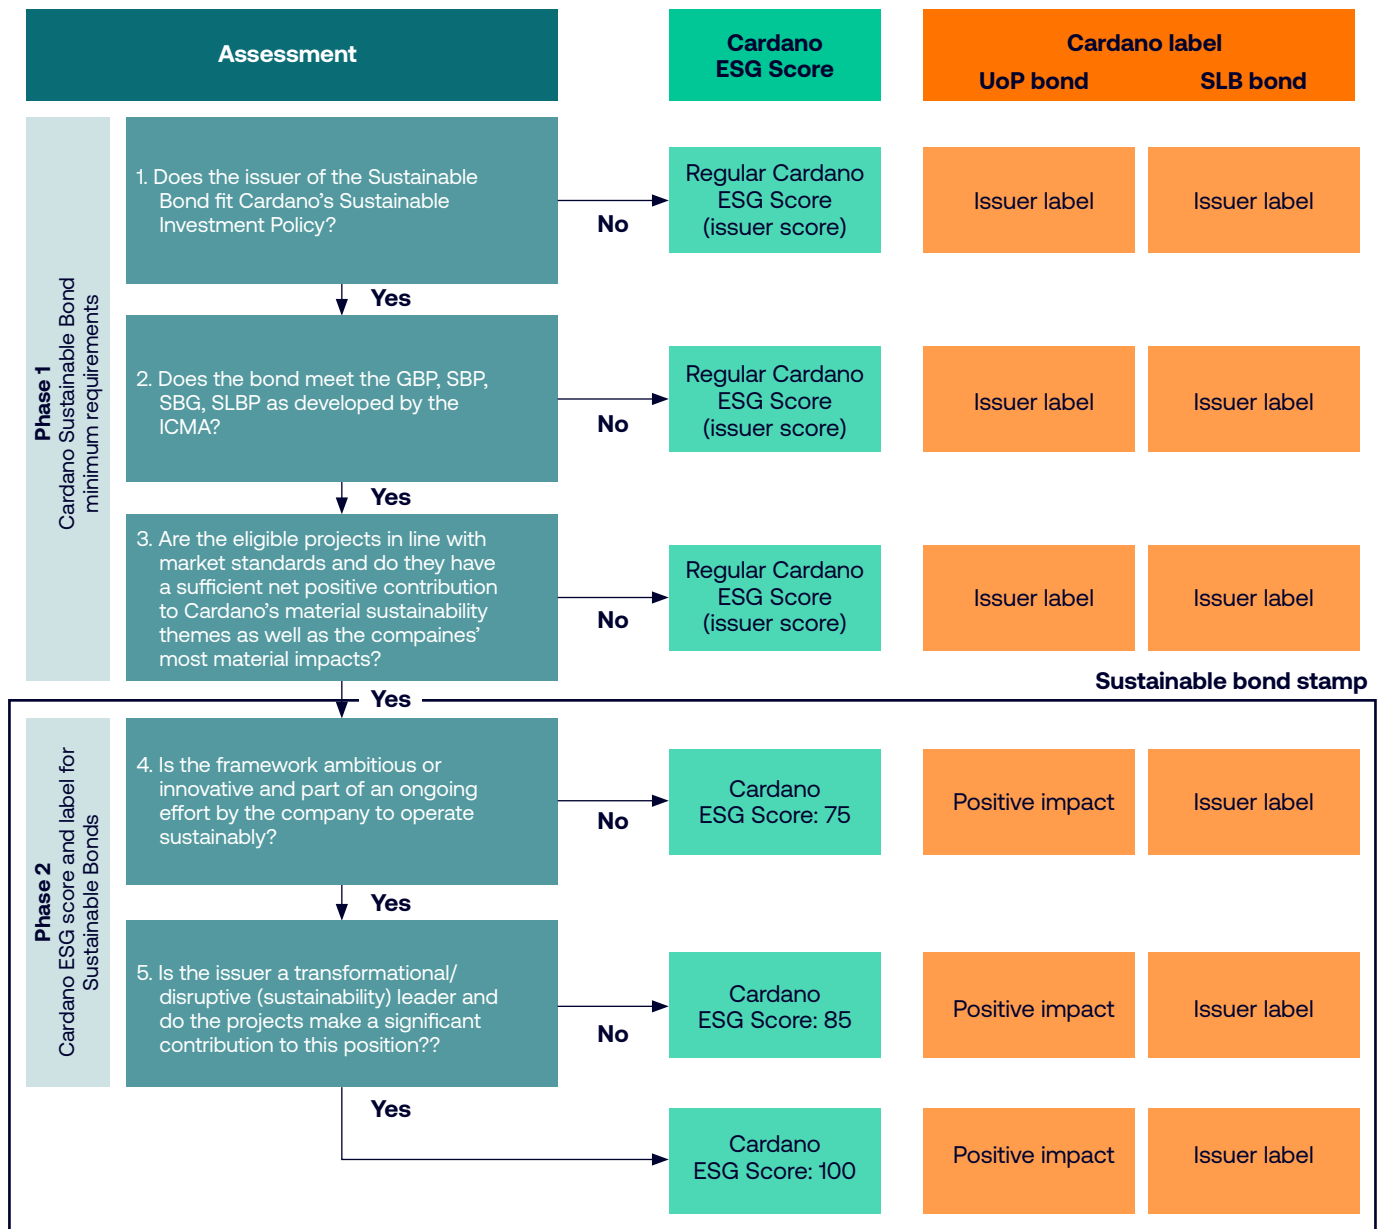 Assessment
Cardano
ESG Score
Cardano label
UoP bond
SLB bond
Phase 1
Cardano Sustainable Bond
minimum requirements
1. Does the issuer of the Sustainable
Bond fit Cardano’s Sustainable
Investment Policy?
No
Regular Cardano
ESG Score
(issuer score)
Issuer label
Issuer label
Yes
2. Does the bond meet the GBP, SBP,
SBG, SLBP as developed by the
ICMA?
No
Regular Cardano
ESG Score
(issuer score)
Issuer label
Issuer label
Yes
3. Are the eligible projects in line with
market standards and do they have
a sufficient net positive contribution
to Cardano’s material sustainability
themes as well as the compaines’
most material impacts?
No
Regular Cardano
ESG Score
(issuer score)
Issuer label
Issuer label
Yes
Sustainable bond stamp
Phase 2
Cardano ESG score and label for
Sustainable Bonds
4. Is the framework ambitious or
innovative and part of an ongoing
effort by the company to operate
sustainably?
No
Cardano
ESG Score: 75
Positive impact
Issuer label
Yes
5. Is the issuer a transformational/
disruptive (sustainability) leader and
do the projects make a significant
contribution to this position??
No
Cardano
ESG Score: 85
Positive impact
Issuer label
Yes
Cardano
ESG Score: 100
Positive impact
Issuer label